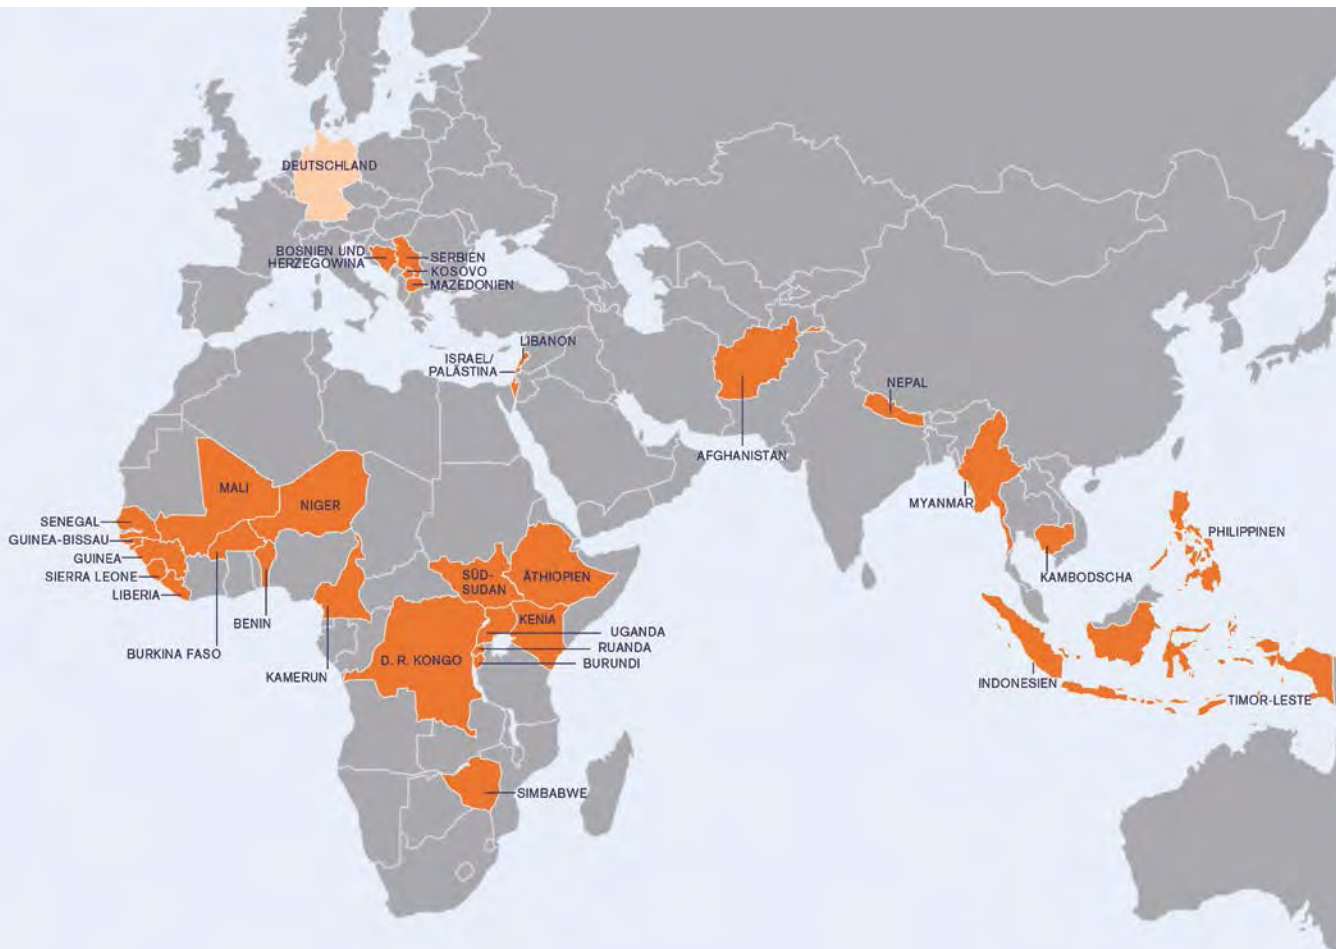 DEUTSCHLAND
BOSNIEN UND
HERZEGOWINA
SERBIEN
KOSOVO
MAZEDONIEN
LIBANON
ISRAEL/
PALÄSTINA
NEPAL
AFGHANISTAN
MYANMAR
PHILIPPINEN
KAMBODSCHA
INDONESIEN
TIMOR-LESTE
MALI
NIGER
SENEGAL
GUINEA-BISSAU
GUINEA
SIERRA LEONE
LIBERIA
BURKINA FASO
BENIN
KAMERUN
SÜD-
SUDAN
ÄTHIOPIEN
KENIA
UGANDA
RUANDA
BURUNDI
D. R. KONGO
SIMBABWE